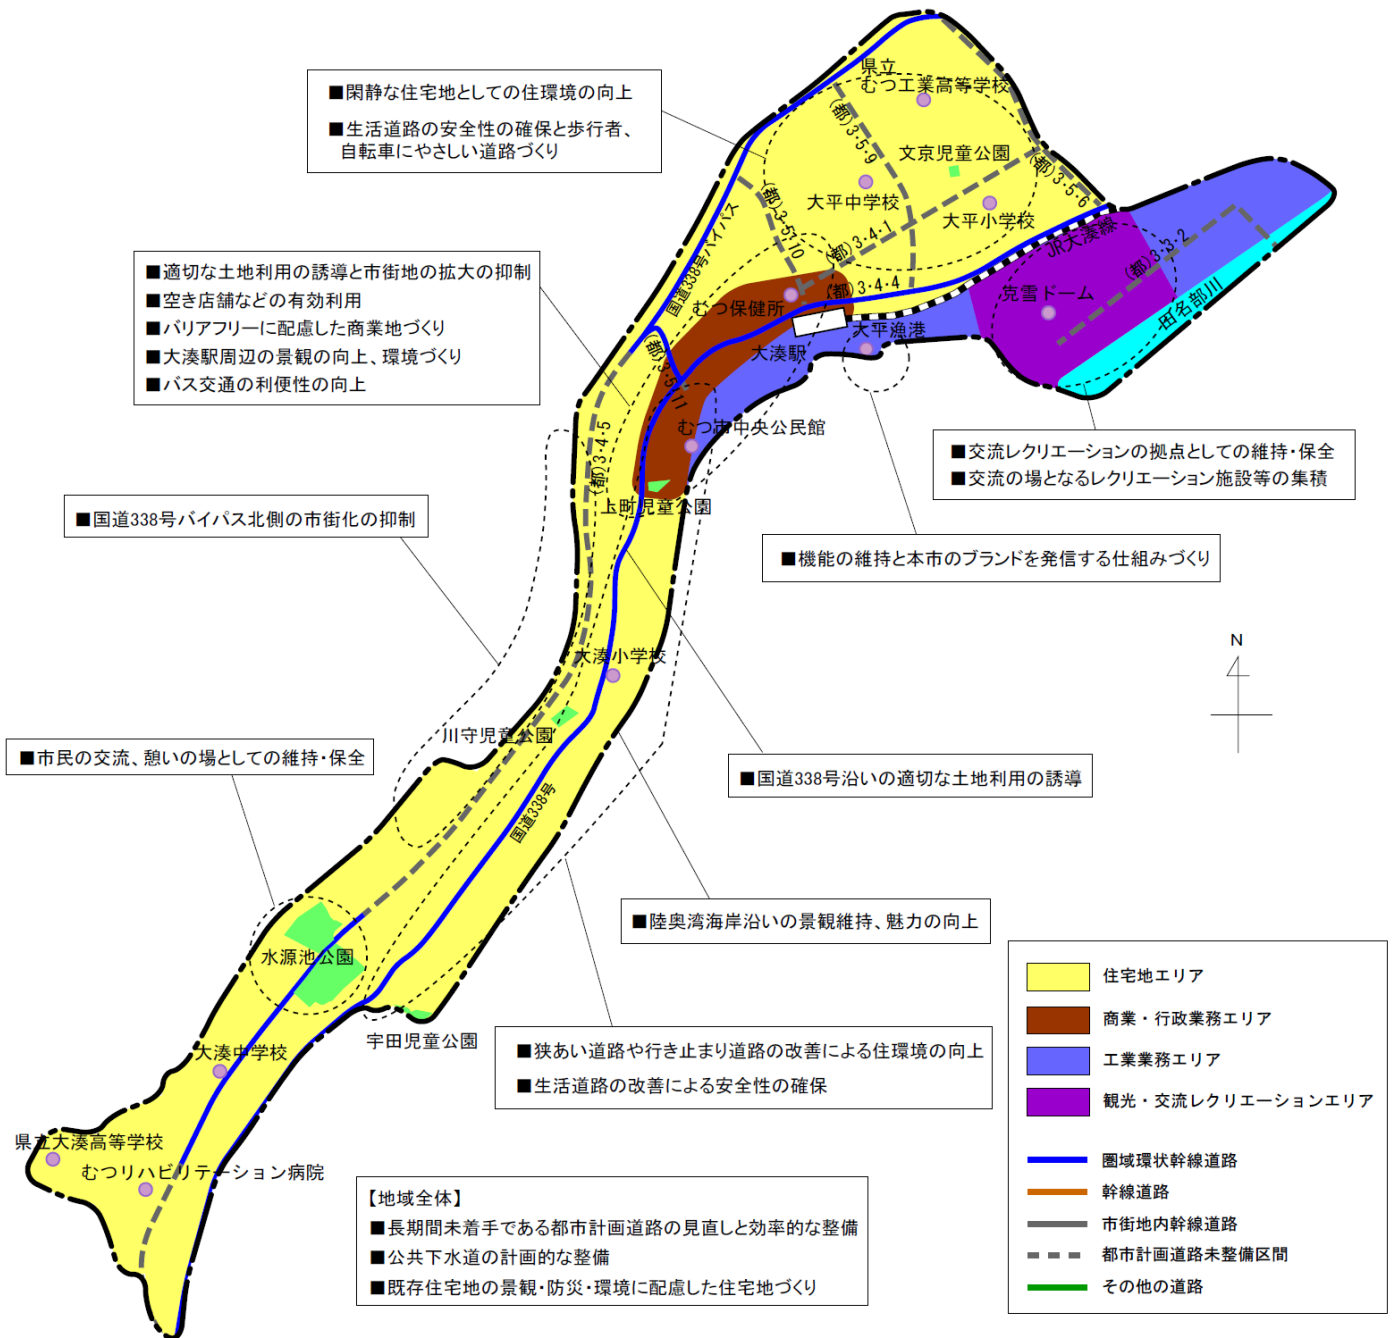 ■閑静な住宅地としての住環境の向上
■生活道路の安全性の確保と歩行者、
自転車にやさしい道路づくり
県立
むつ工業高等学校
(都)3・5・9
文京児童公園
(都)3・5・6
大平中学校
大平小学校
(都)3・5・10
(都)3・4・1
国道338号バイパス
JR大湊線
(都)3・3・2
■適切な土地利用の誘導と市街地の拡大の抑制
■空き店舗などの有効利用
■バリアフリーに配慮した商業地づくり
■大湊駅周辺の景観の向上、環境づくり
■バス交通の利便性の向上
(都)3・4・4
むつ保健所
克雪ドーム
田名部川
大平漁港
大湊駅
(都)3・5・11
むつ市中央公民館
(都)3・4・5
■交流レクリエーションの拠点としての維持・保全
■交流の場となるレクリエーション施設等の集積
上町児童公園
■国道338号バイパス北側の市街化の抑制
■機能の維持と本市のブランドを発信する仕組みづくり
N
大湊小学校
川守児童公園
■市民の交流、憩いの場としての維持・保全
■国道338号沿いの適切な土地利用の誘導
国道338号
■陸奥湾海岸沿いの景観維持、魅力の向上
水源池公園
宇田児童公園
大湊中学校
■狭あい道路や行き止まり道路の改善による住環境の向上
■生活道路の改善による安全性の確保
県立大湊高等学校
むつリハビリテーション病院
【地域全体】
■長期間未着手である都市計画道路の見直しと効率的な整備
■公共下水道の計画的な整備
■既存住宅地の景観・防災・環境に配慮した住宅地づくり
住宅地エリア
商業・行政業務エリア
工業業務エリア
観光・交流レクリエーションエリア
圏域環状幹線道路
幹線道路
市街地内幹線道路
都市計画道路未整備区間
その他の道路